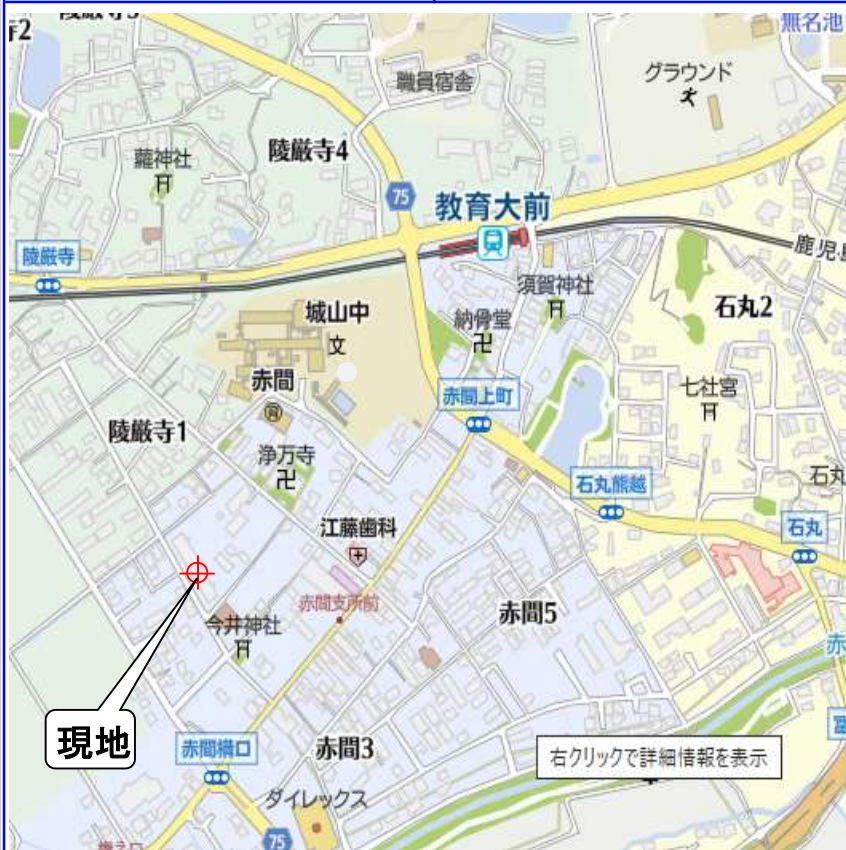 無名池
グラウンド
職員宿舎
蘿神社
陵厳寺4
75
教育大前
陵厳寺
鹿児島
須賀神社
城山中
文
納骨堂
石丸2
赤間
赤間上町
七社宮
陵厳寺1
浄万寺
石丸熊越
石丸
江藤歯科
石丸
赤間支所前
赤間5
今井神社
赤
現地
赤間横口
赤間3
右クリックで詳細情報を表示
ダイレックス
75